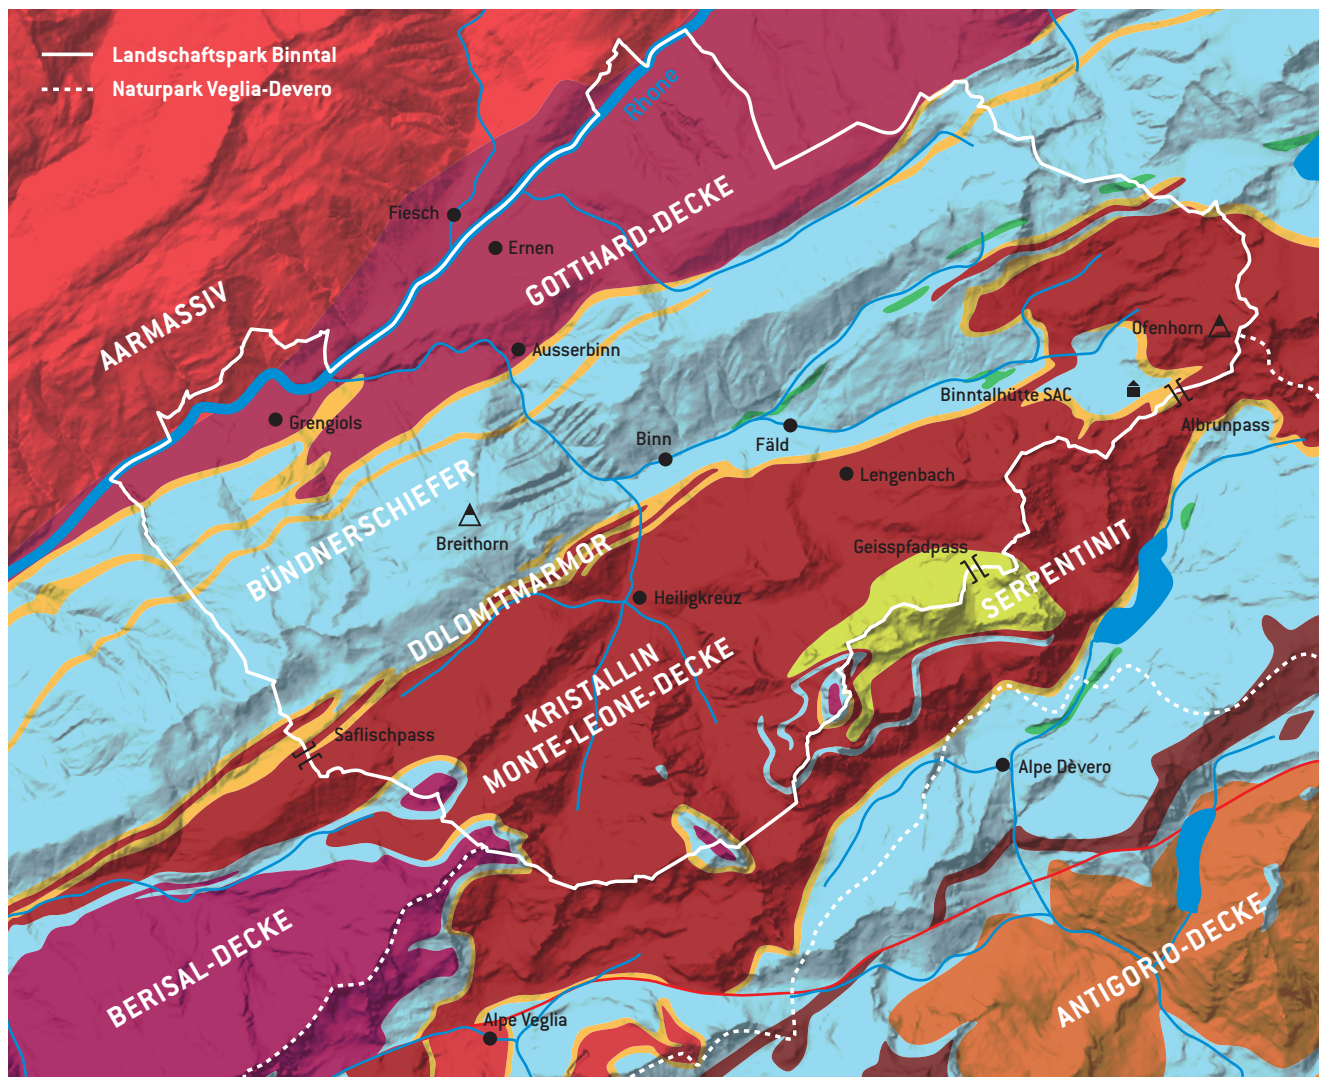 Landschaftspark Binntal
Naturpark Veglia-Devero
Rhone
Fiesch
Ernen
GOTTHARD-DECKE
AARMASSIV
Ofenhorn
Ausserbinn
Binntalhütte SAC
Grengiols
Albrunpass
Binn
Fäld
Lengenbach
BÜNDNERSCHIEFER
Breithorn
Geisspfadpass
SERPENTINIT
DOLOMITMARMOR
Heiligkreuz
KRISTALLIN
MONTE-LEONE-DECKE
Saflischpass
Alpe Dèvero
BERISAL-DECKE
ANTIGORIO-DECKE
Alpe Veglia